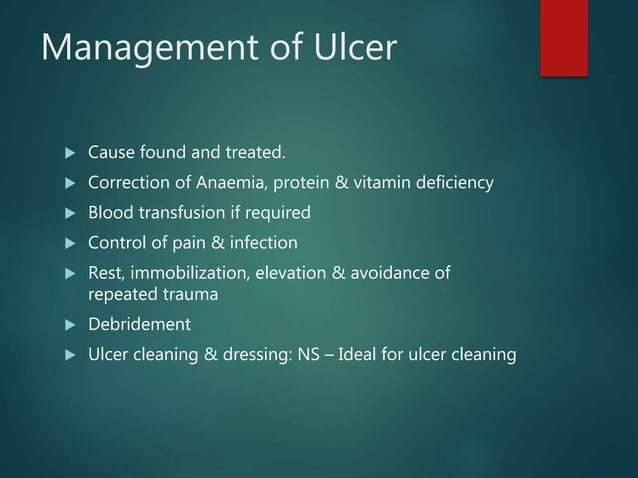 Management of Ulcer
Cause found and treated.
Correction of Anaemia, protein & vitamin deficiency
Blood transfusion if required
Control of pain & infection
Rest, immobilization, elevation & avoidance of
repeated trauma
Debridement
Ulcer cleaning & dressing: NS – Ideal for ulcer cleaning